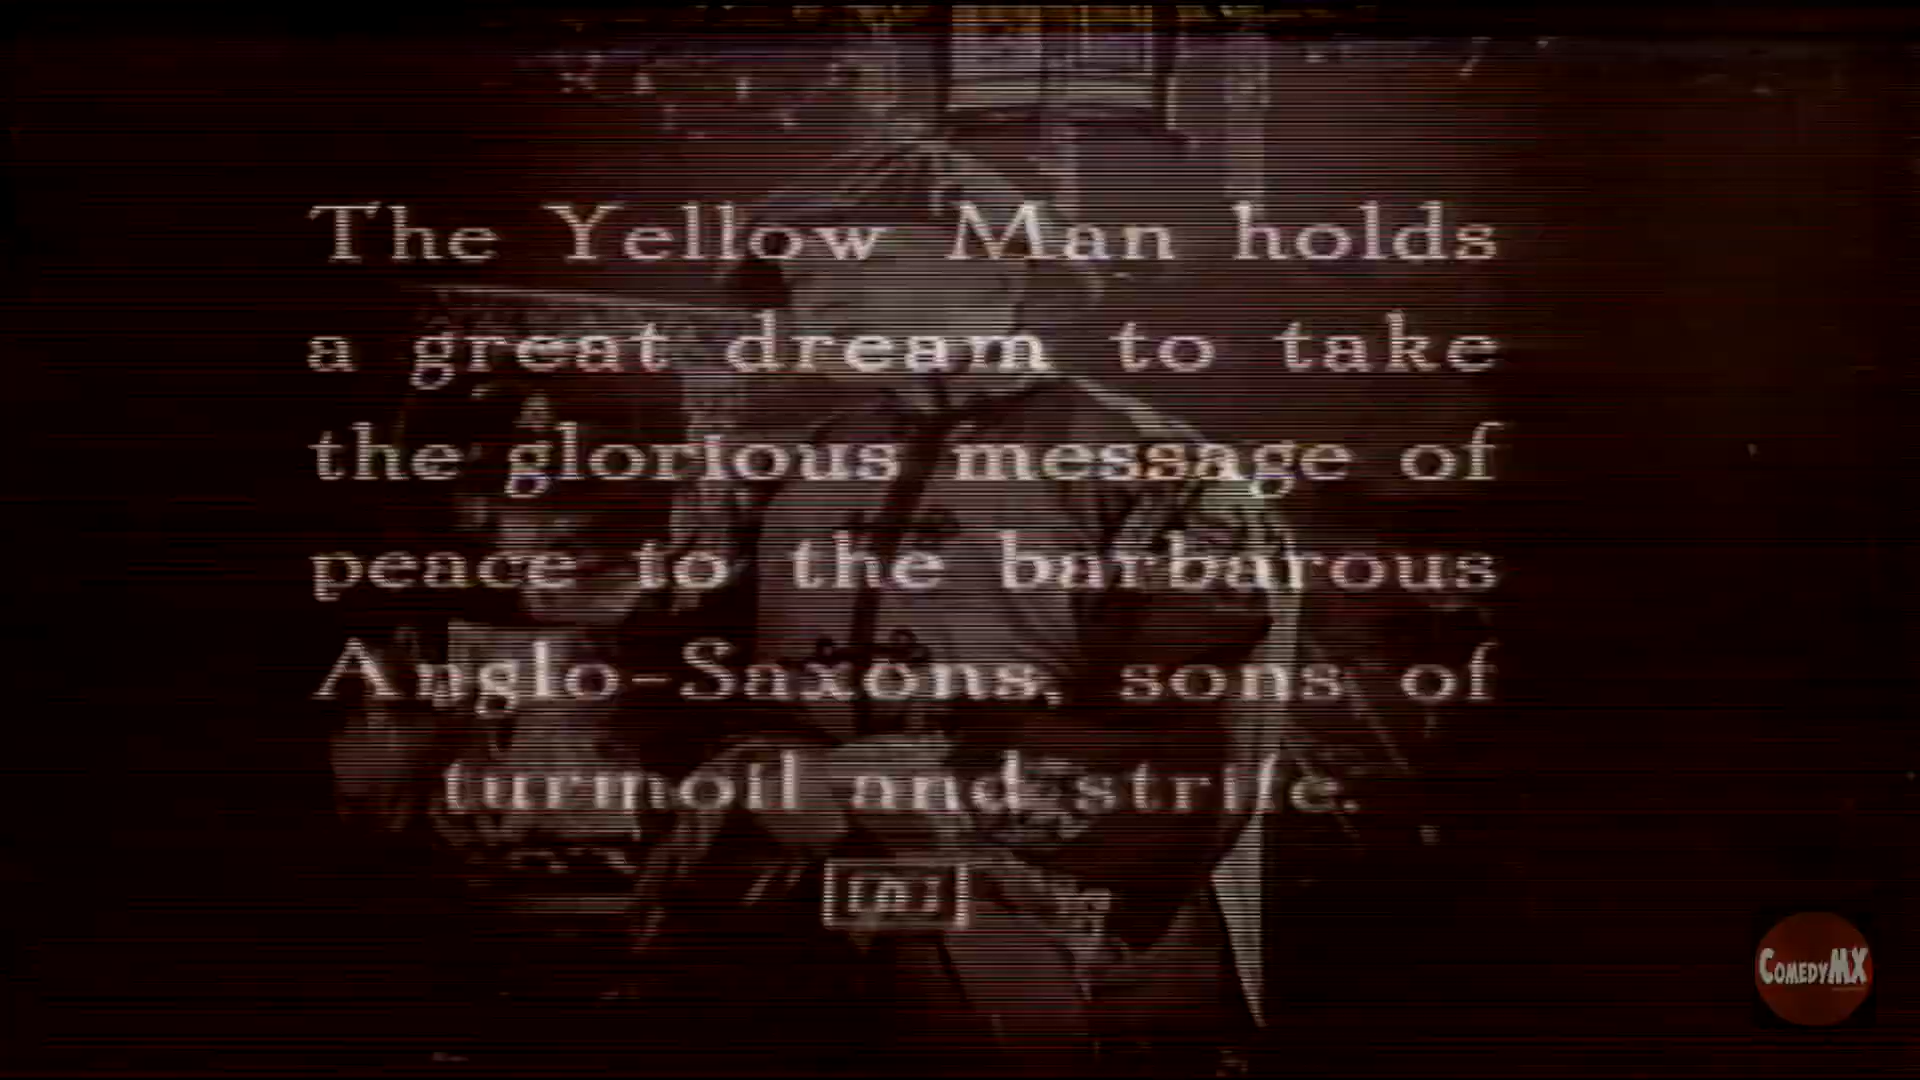 The Yellow Man holds
a great dream to take
the glorious message of
peace to the barbarous
Anglo-Saxons, sons of
turmoil and strife.
COMEDYMX